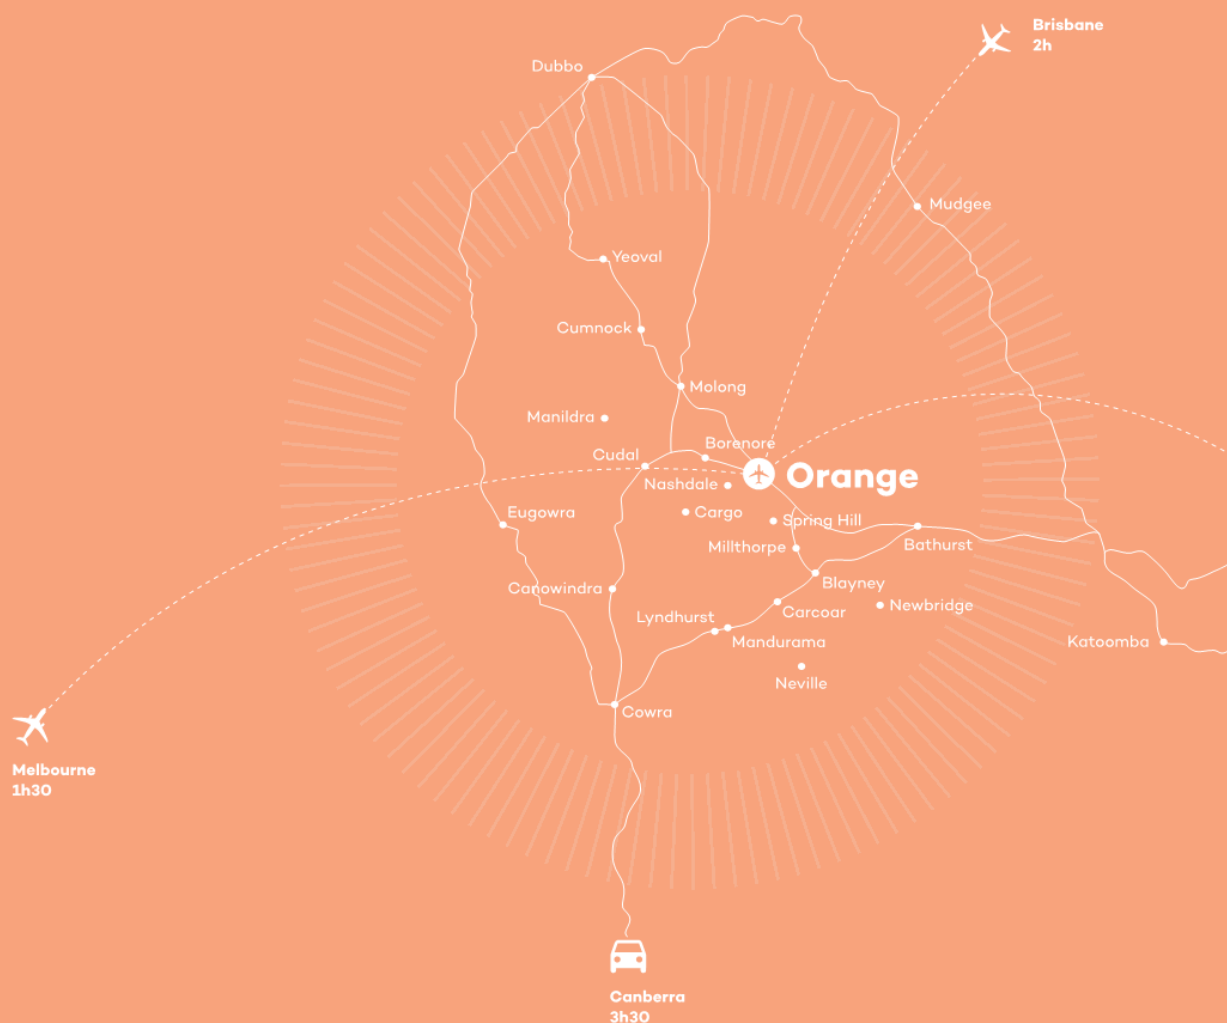 Brisbane
2h
Dubbo
Mudgee
Yeoval
Cumnock
Molong
Manildra
Borenore
Cudal
Orange
Nashdale
Cargo
Eugowra
Spring Hill
Millthorpe
Bathurst
Blayney
Canowindra
Newbridge
Carcoar
Lyndhurst
Mandurama
Katoomba
Neville
Cowra
Melbourne
1h30
Canberra
3h30